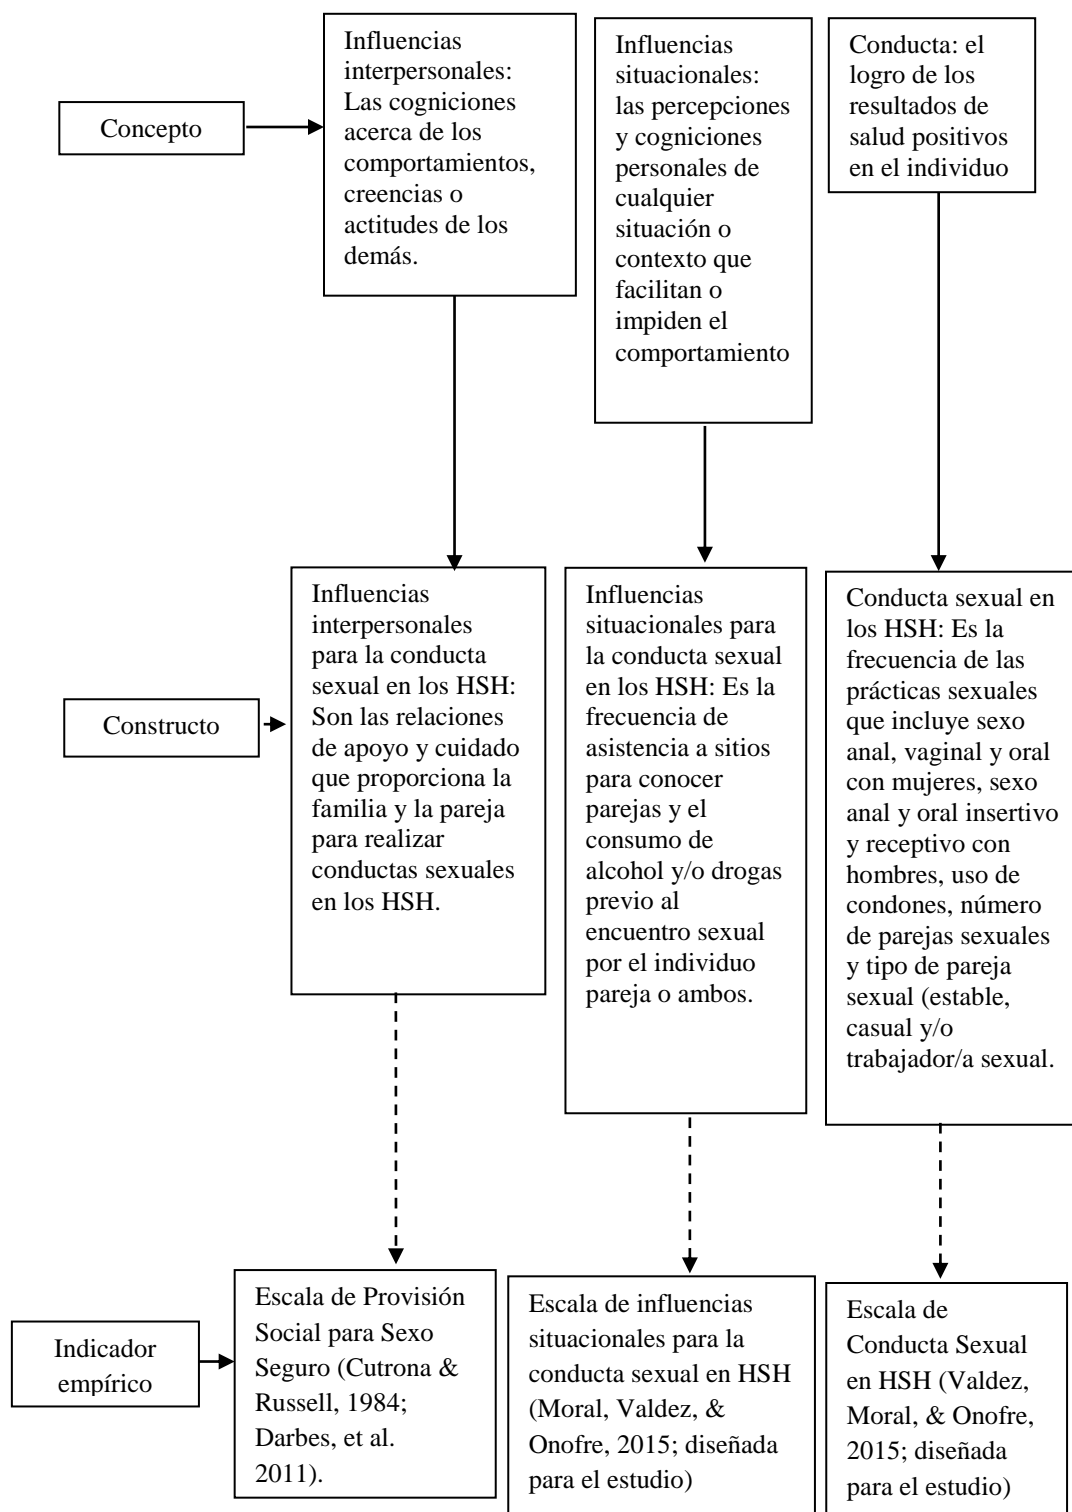 Concepto
Influencias
interpersonales:
Las cogniciones
acerca de los
comportamientos,
creencias o
actitudes de los
demás.
Influencias
situacionales:
las percepciones
y cogniciones
personales de
cualquier
situación o
contexto que
facilitan o
impiden el
comportamiento
Conducta: el
logro de los
resultados de
salud positivos
en el individuo
Constructo
Influencias
interpersonales
para la conducta
sexual en los HSH:
Son las relaciones
de apoyo y cuidado
que proporciona la
familia y la pareja
para realizar
conductas sexuales
en los HSH.
Influencias
situacionales para
la conducta sexual
en los HSH: Es la
frecuencia de
asistencia a sitios
para conocer
parejas y el
consumo de
alcohol y/o drogas
previo al
encuentro sexual
por el individuo
pareja o ambos.
Conducta sexual en
los HSH: Es la
frecuencia de las
prácticas sexuales
que incluye sexo
anal, vaginal y oral
con mujeres, sexo
anal y oral insertivo
y receptivo con
hombres, uso de
condones, número
de parejas sexuales
y tipo de pareja
sexual (estable,
casual y/o
trabajador/a sexual.
Indicador
empírico
Escala de Provisión
Social para Sexo
Seguro (Cutrona &
Russell, 1984;
Darbes, et al.
2011).
Escala de influencias
situacionales para la
conducta sexual en HSH
(Moral, Valdez, &
Onofre, 2015; diseñada
para el estudio)
Escala de
Conducta Sexual
en HSH (Valdez,
Moral, & Onofre,
2015; diseñada
para el estudio)